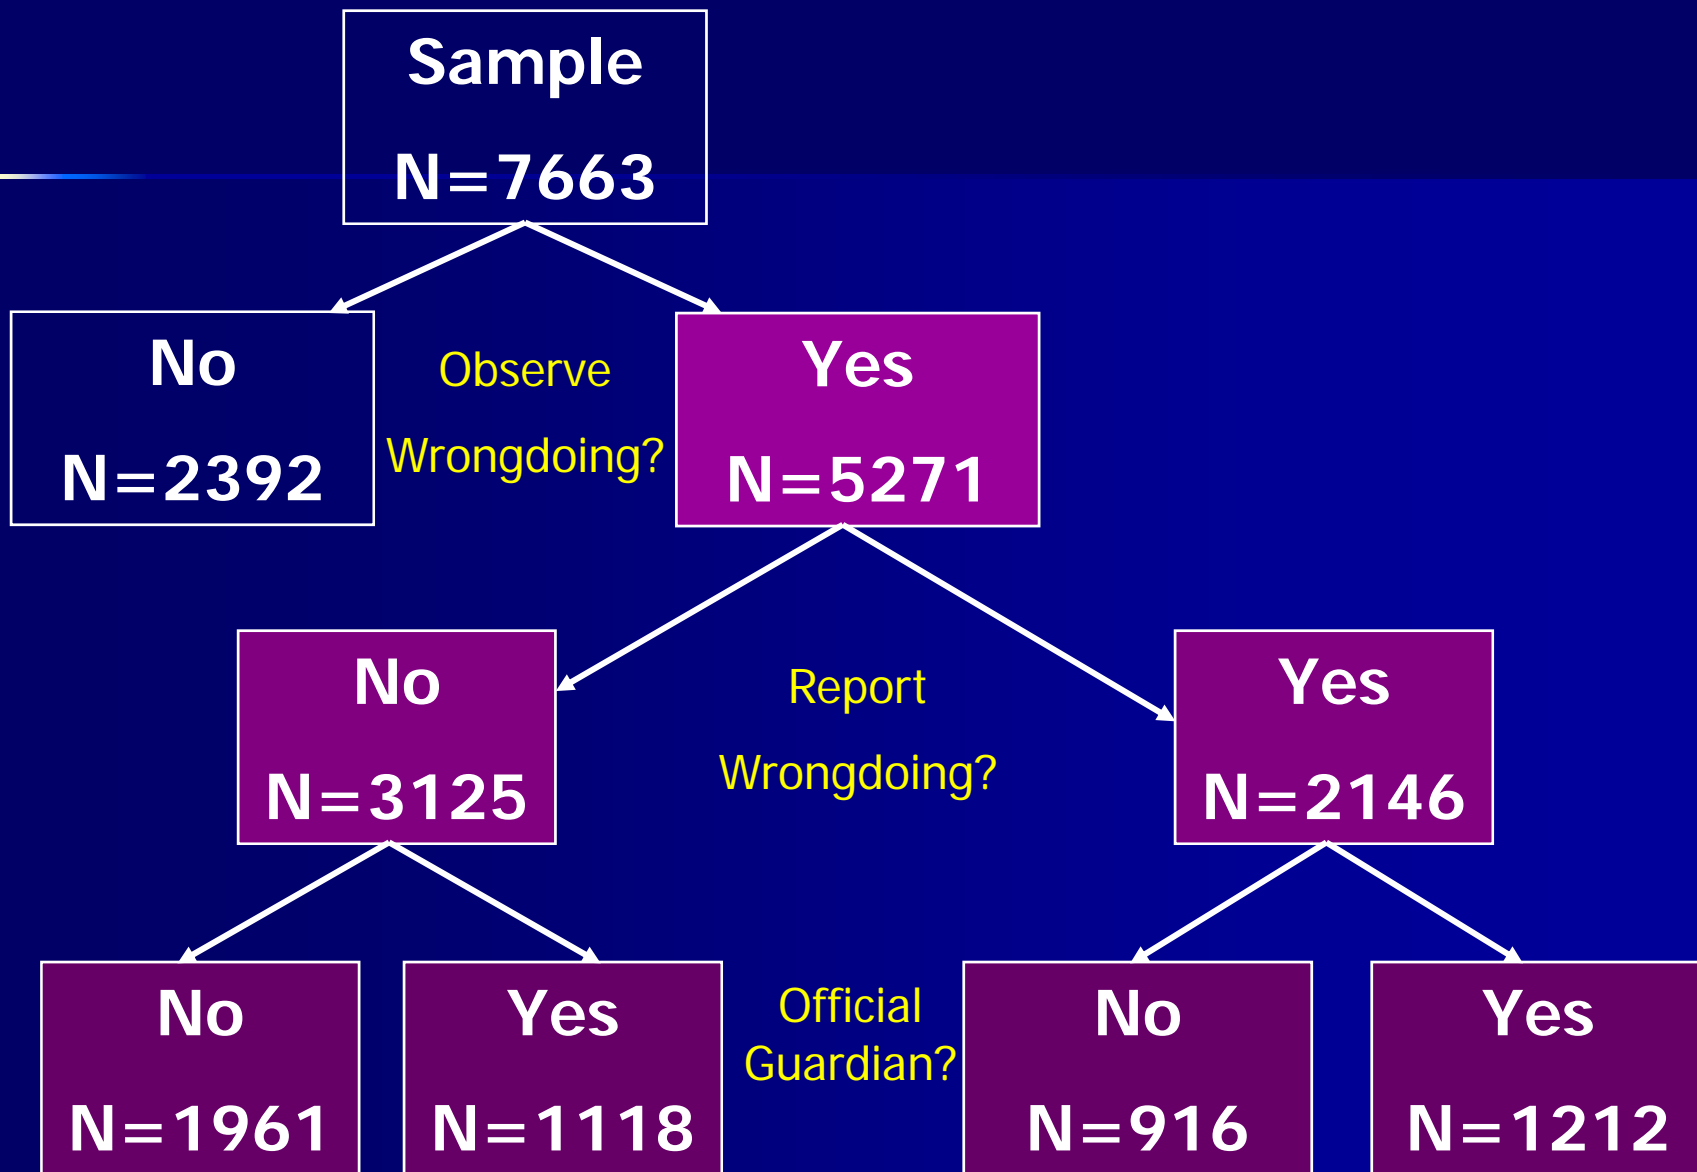 Sample
N=7663
No
N=2392
Observe
Wrongdoing?
Yes
N=5271
No
N=3125
Report
Wrongdoing?
Yes
N=2146
No
N=1961
Yes
N=1118
Official
Guardian?
No
N=916
Yes
N=1212